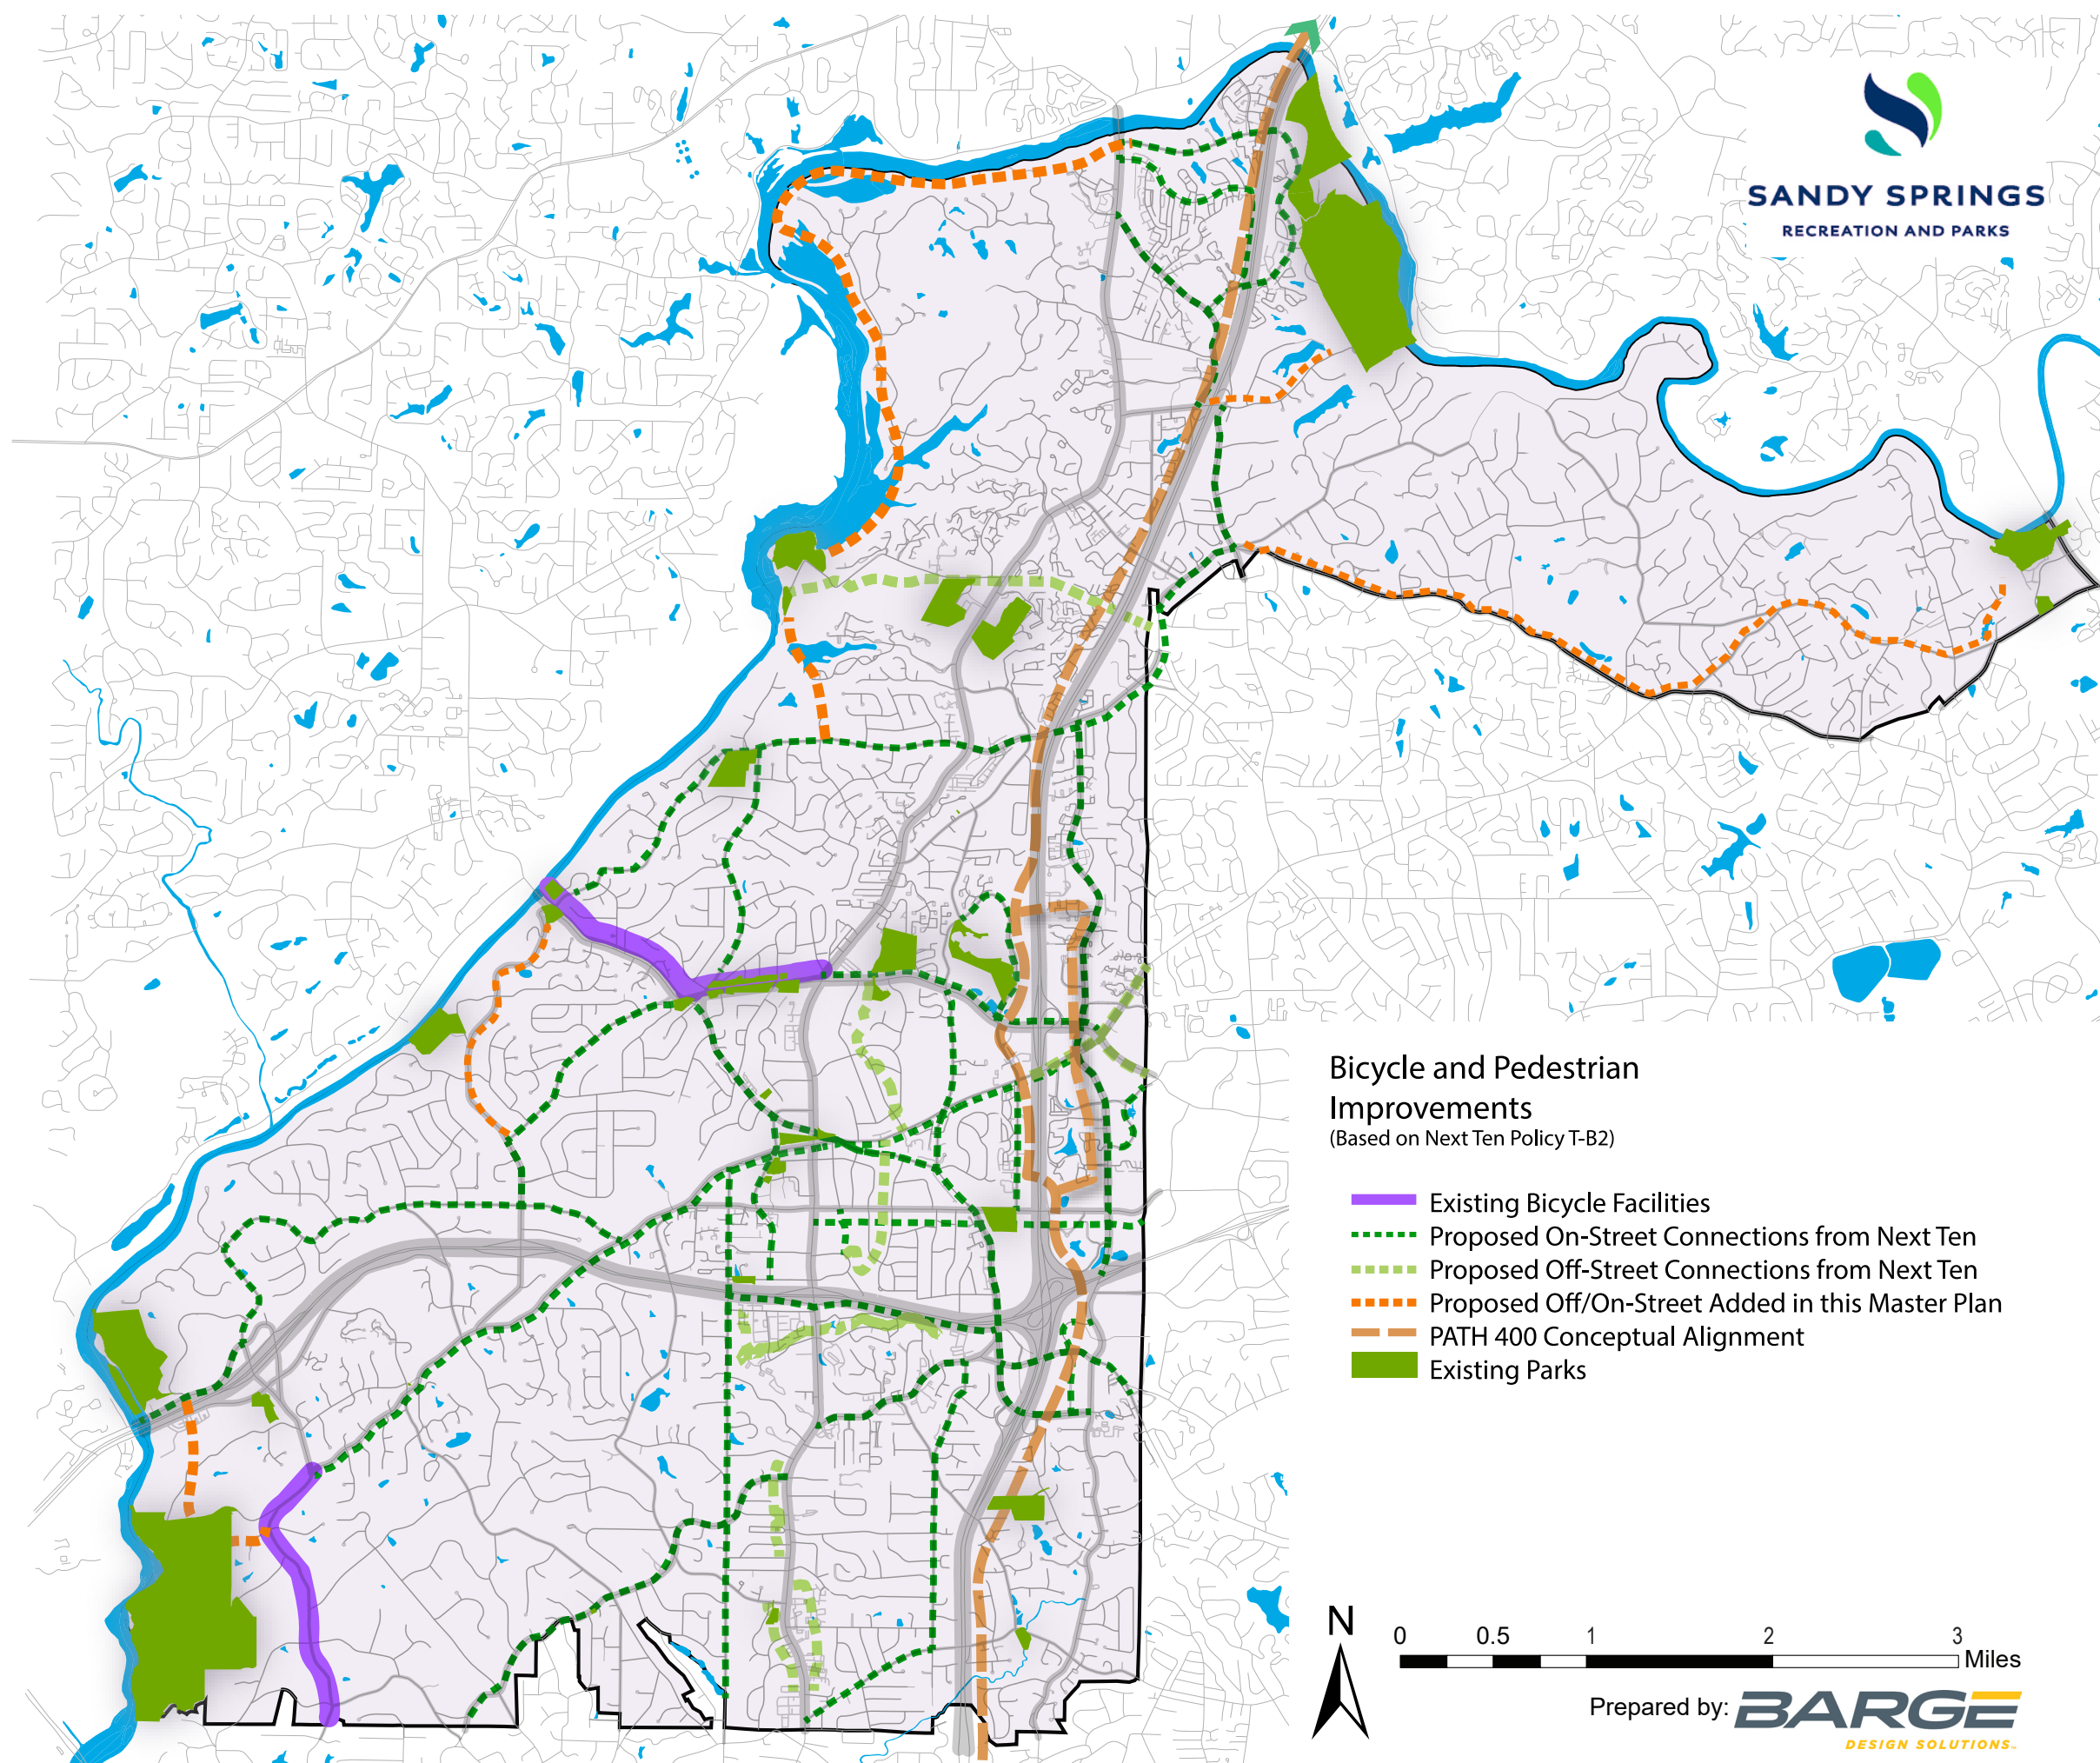 SANDY SPRINGS
RECREATION AND PARKS
Bicycle and Pedestrian
Improvements
(Based on Next Ten Policy T-B2)
Existing Bicycle Facilities
Proposed On-Street Connections from Next Ten
Proposed Off-Street Connections from Next Ten
Proposed Off/On-Street Added in this Master Plan
PATH 400 Conceptual Alignment
Existing Parks
N
0 0.5 1 2 3
Miles
Prepared by: BARGE
DESIGN SOLUTIONS